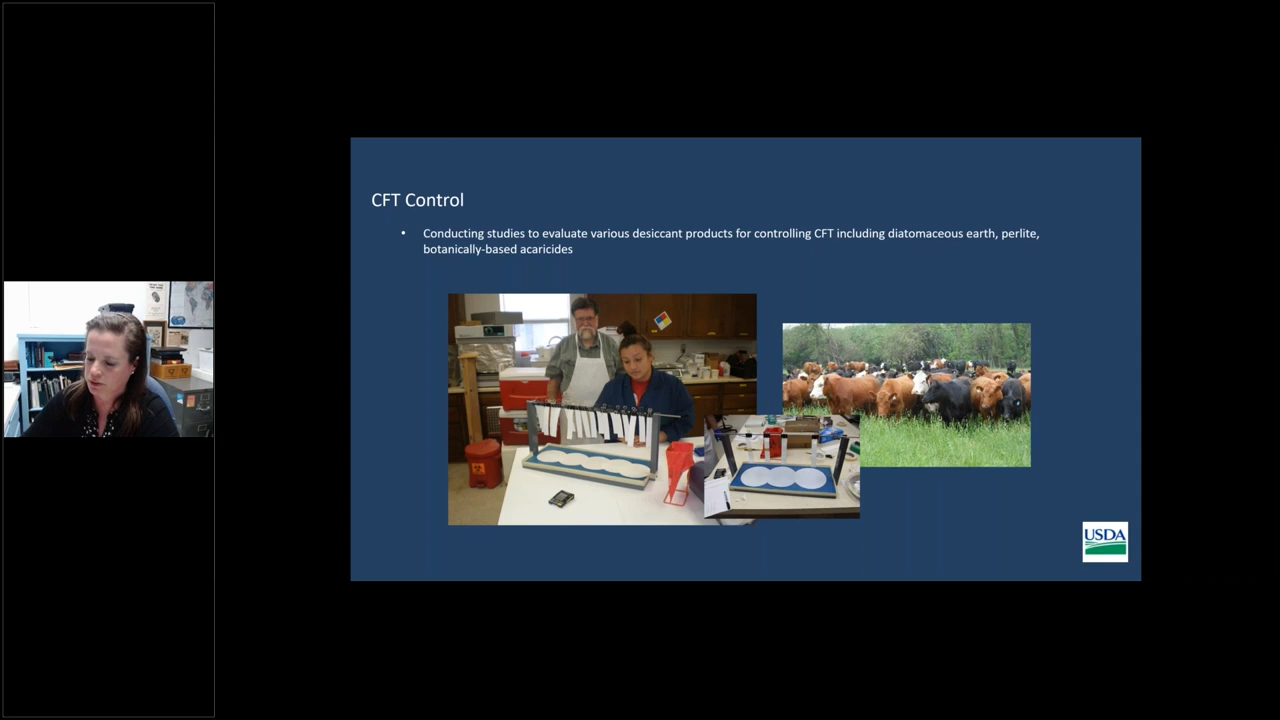 CFT Control
• Conducting studies to evaluate various desiccant products for controlling CFT including diatomaceous earth, perlite,
botanically-based acaricides
USDA